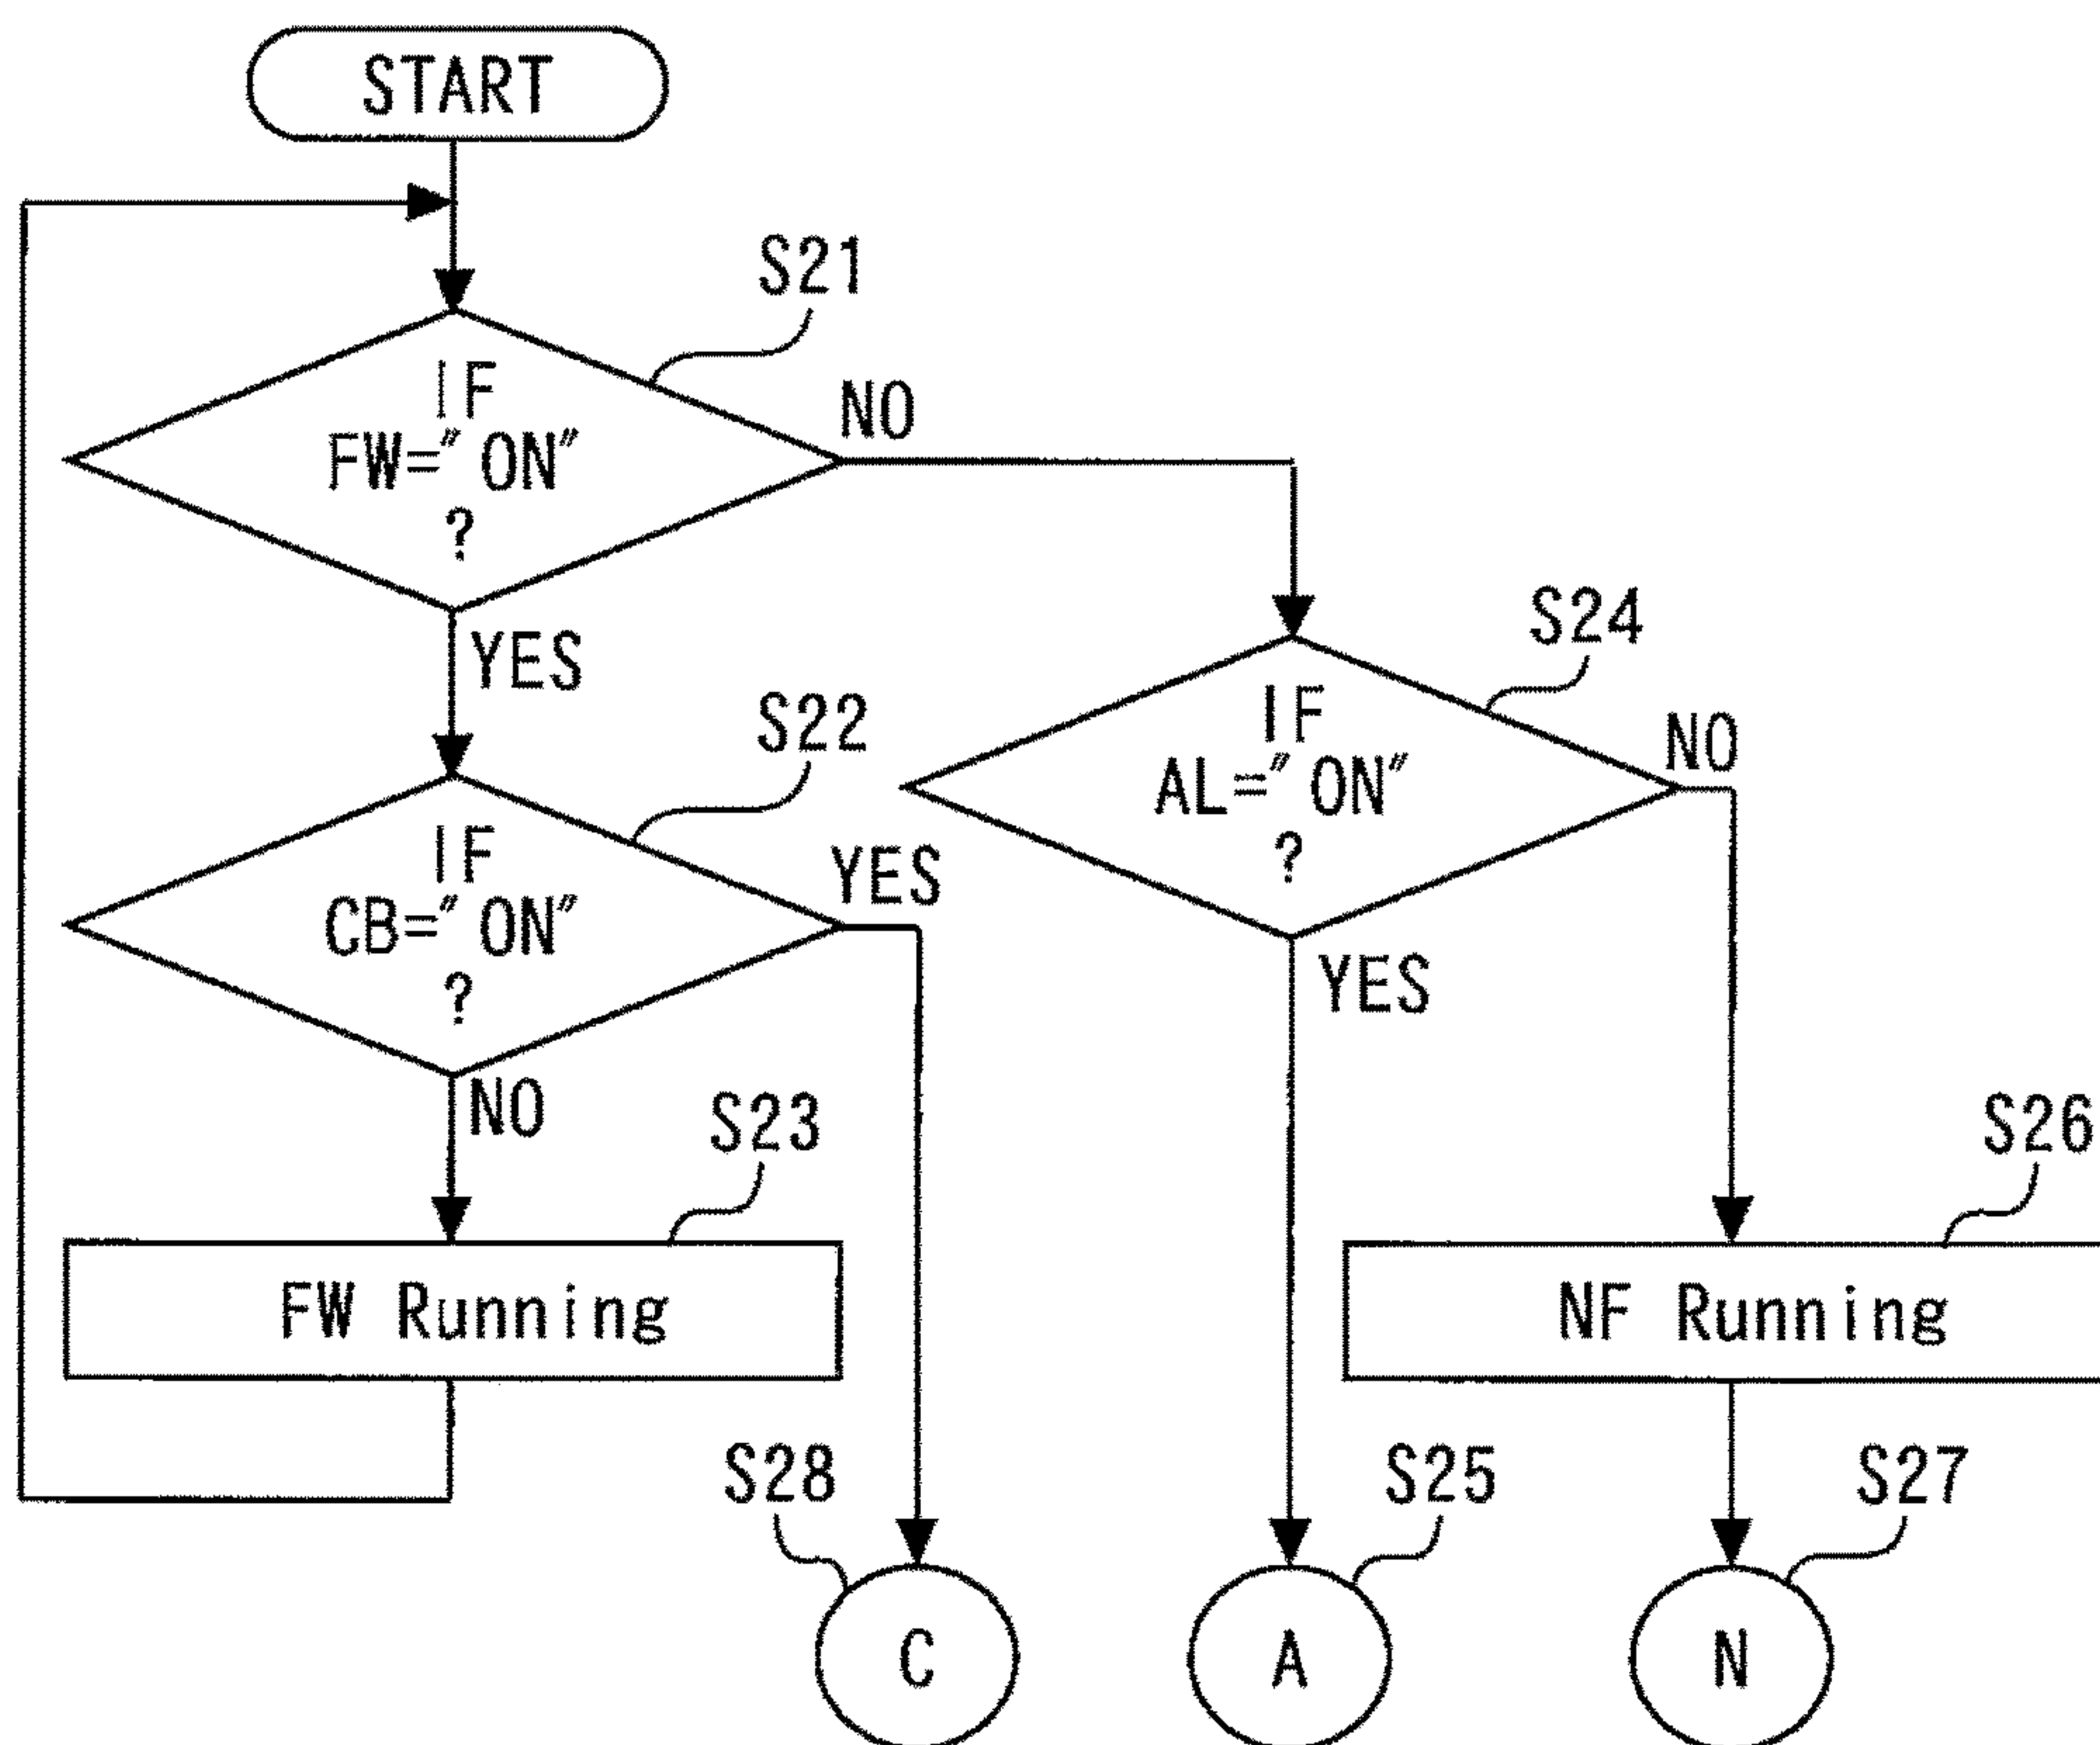 START
S21
IF
FW="ON"
?
NO
YES
S24
IF
AL="ON"
?
NO
YES
S22
IF
CB="ON"
?
YES
NO
S23
FW Running
S26
NF Running
S28
C
S25
A
S27
N